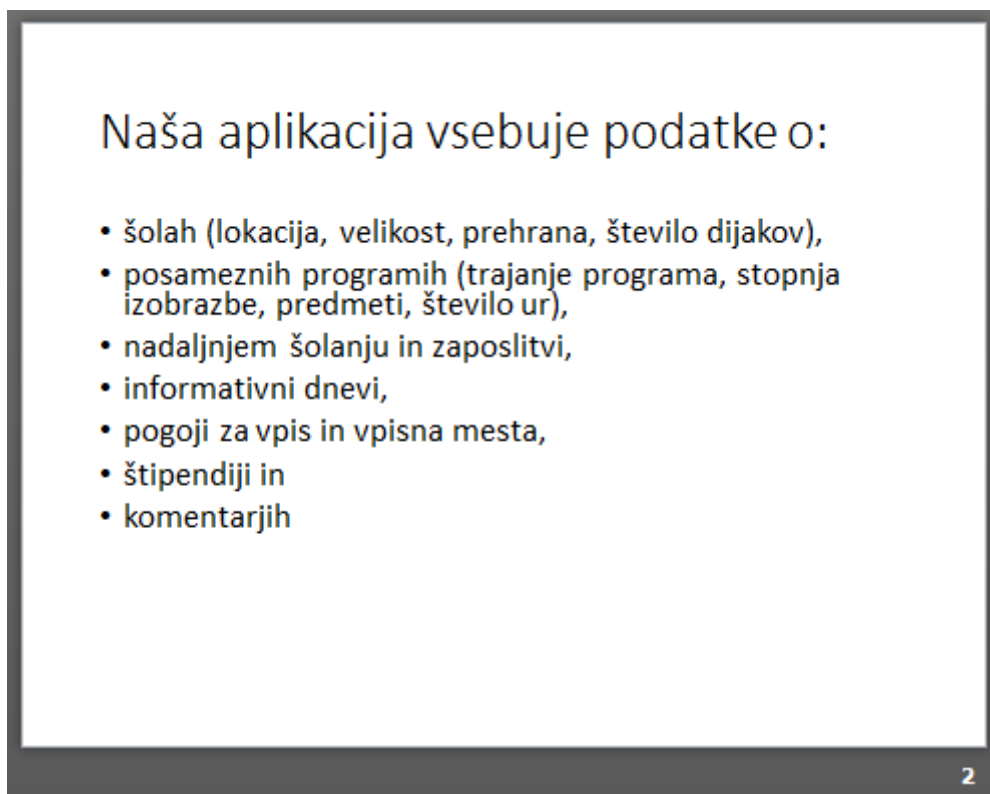 Naša aplikacija vsebuje podatke o:
• šolah (lokacija, velikost, prehrana, število dijakov),
• posameznih programih (trajanje programa, stopnja
izobrazbe, predmeti, število ur),
• nadaljnjem šolanju in zaposlitvi,
• informativni dnevi,
• pogoji za vpis in vpisna mesta,
• štipendiji in
• komentarjih
2